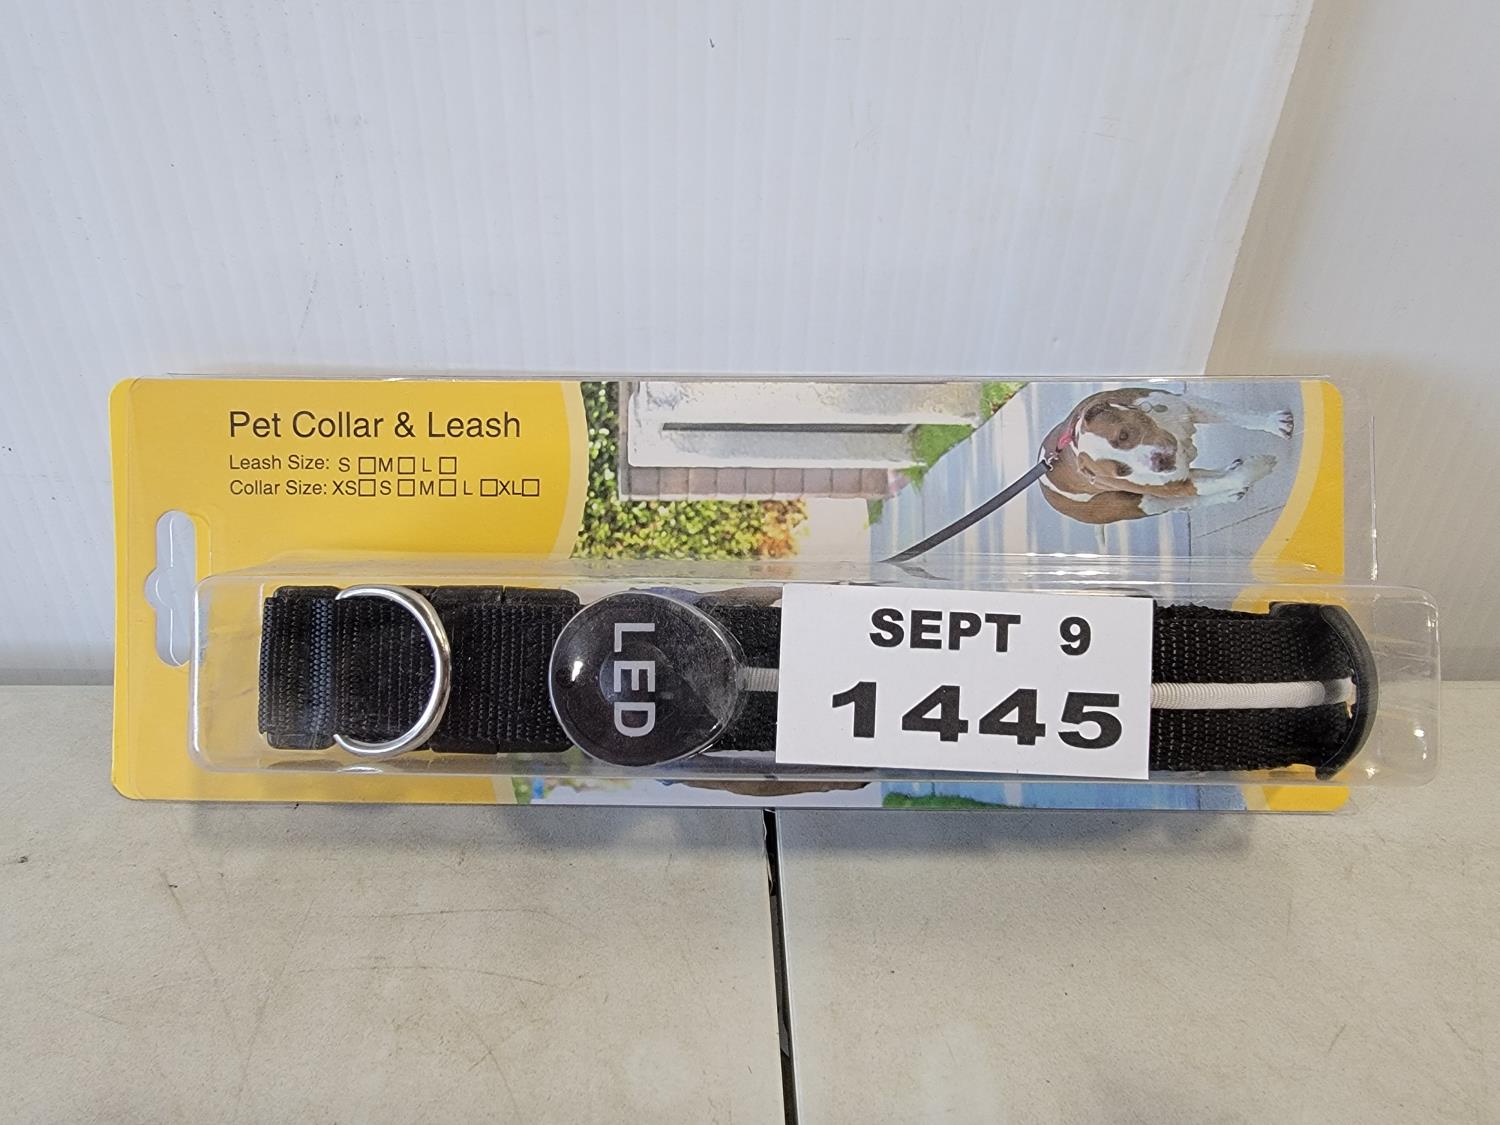 Pet Collar & Leash
Leash Size: S □ M □ L □
Collar Size: XS□ S □ M □ L □ XL□
LED
SEPT 9
1445